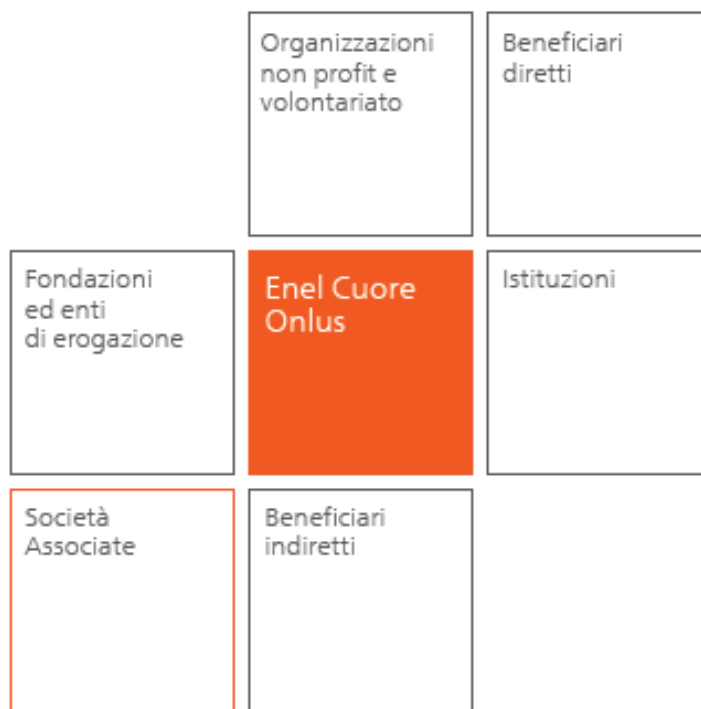 Organizzazioni
non profit e
volontariato
Beneficiari
diretti
Fondazioni
ed enti
di erogazione
Enel Cuore
Onlus
Istituzioni
Società
Associate
Beneficiari
indiretti